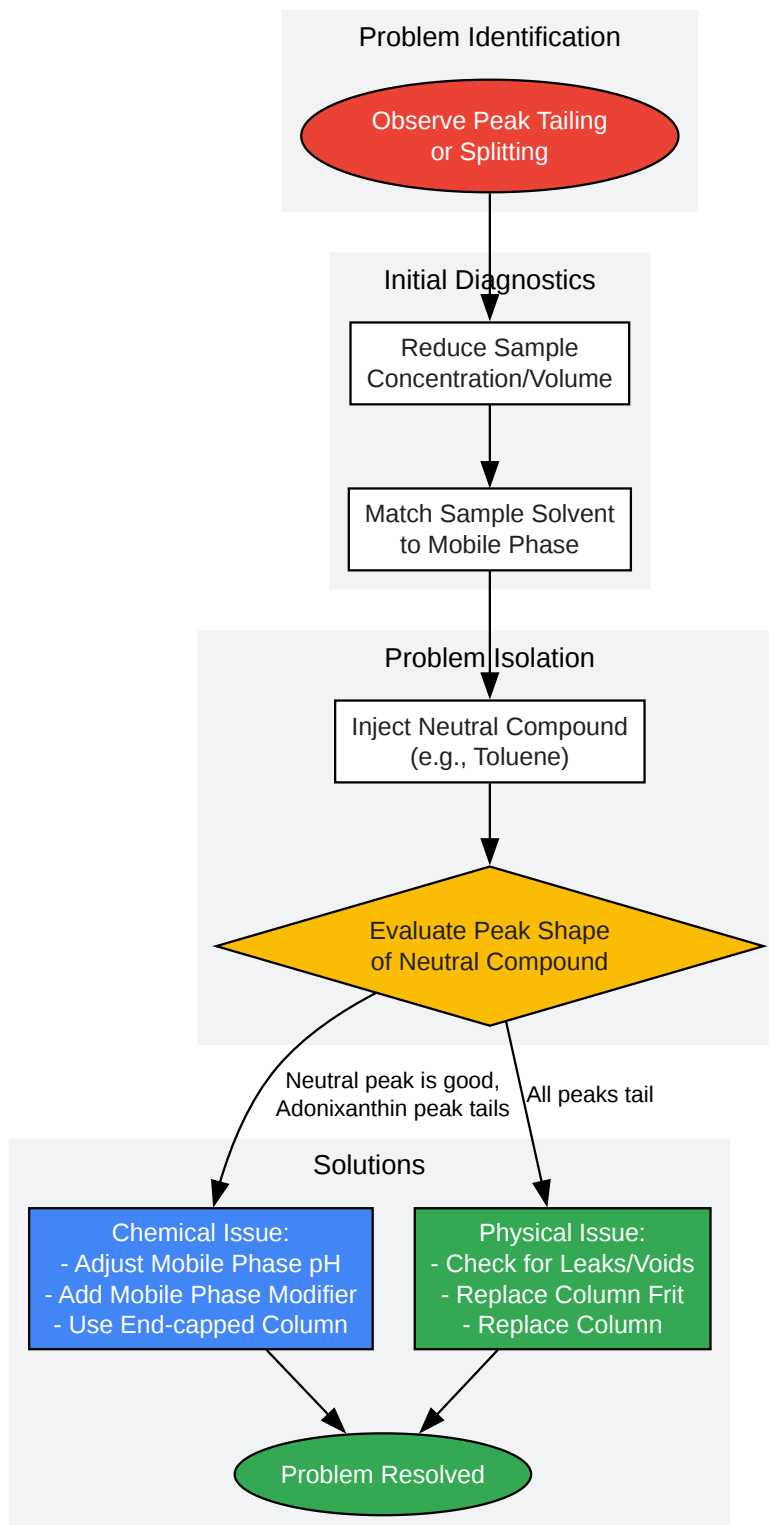 Problem Identification
Observe Peak Tailing
or Splitting
Initial Diagnostics
Reduce Sample
Concentration/Volume
Match Sample Solvent
to Mobile Phase
Problem Isolation
Inject Neutral Compound
(e.g., Toluene)
Evaluate Peak Shape
of Neutral Compound
Neutral peak is good,
Adonixanthin peak tails
All peaks tail
Solutions
Chemical Issue:
- Adjust Mobile Phase pH
- Add Mobile Phase Modifier
- Use End-capped Column
Physical Issue:
- Check for Leaks/Voids
- Replace Column Frit
- Replace Column
Problem Resolved